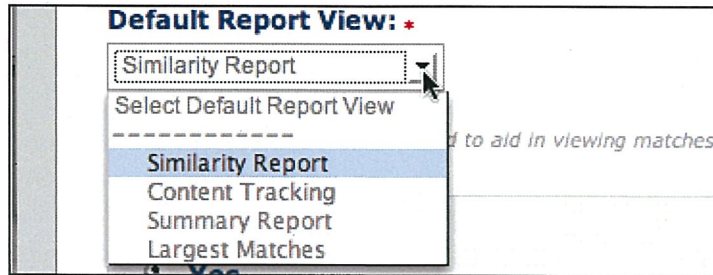 Default Report View: *
Similarity Report
Select Default Report View
------------
d to aid in viewing matches
Similarity Report
Content Tracking
Summary Report
Largest Matches
Yes